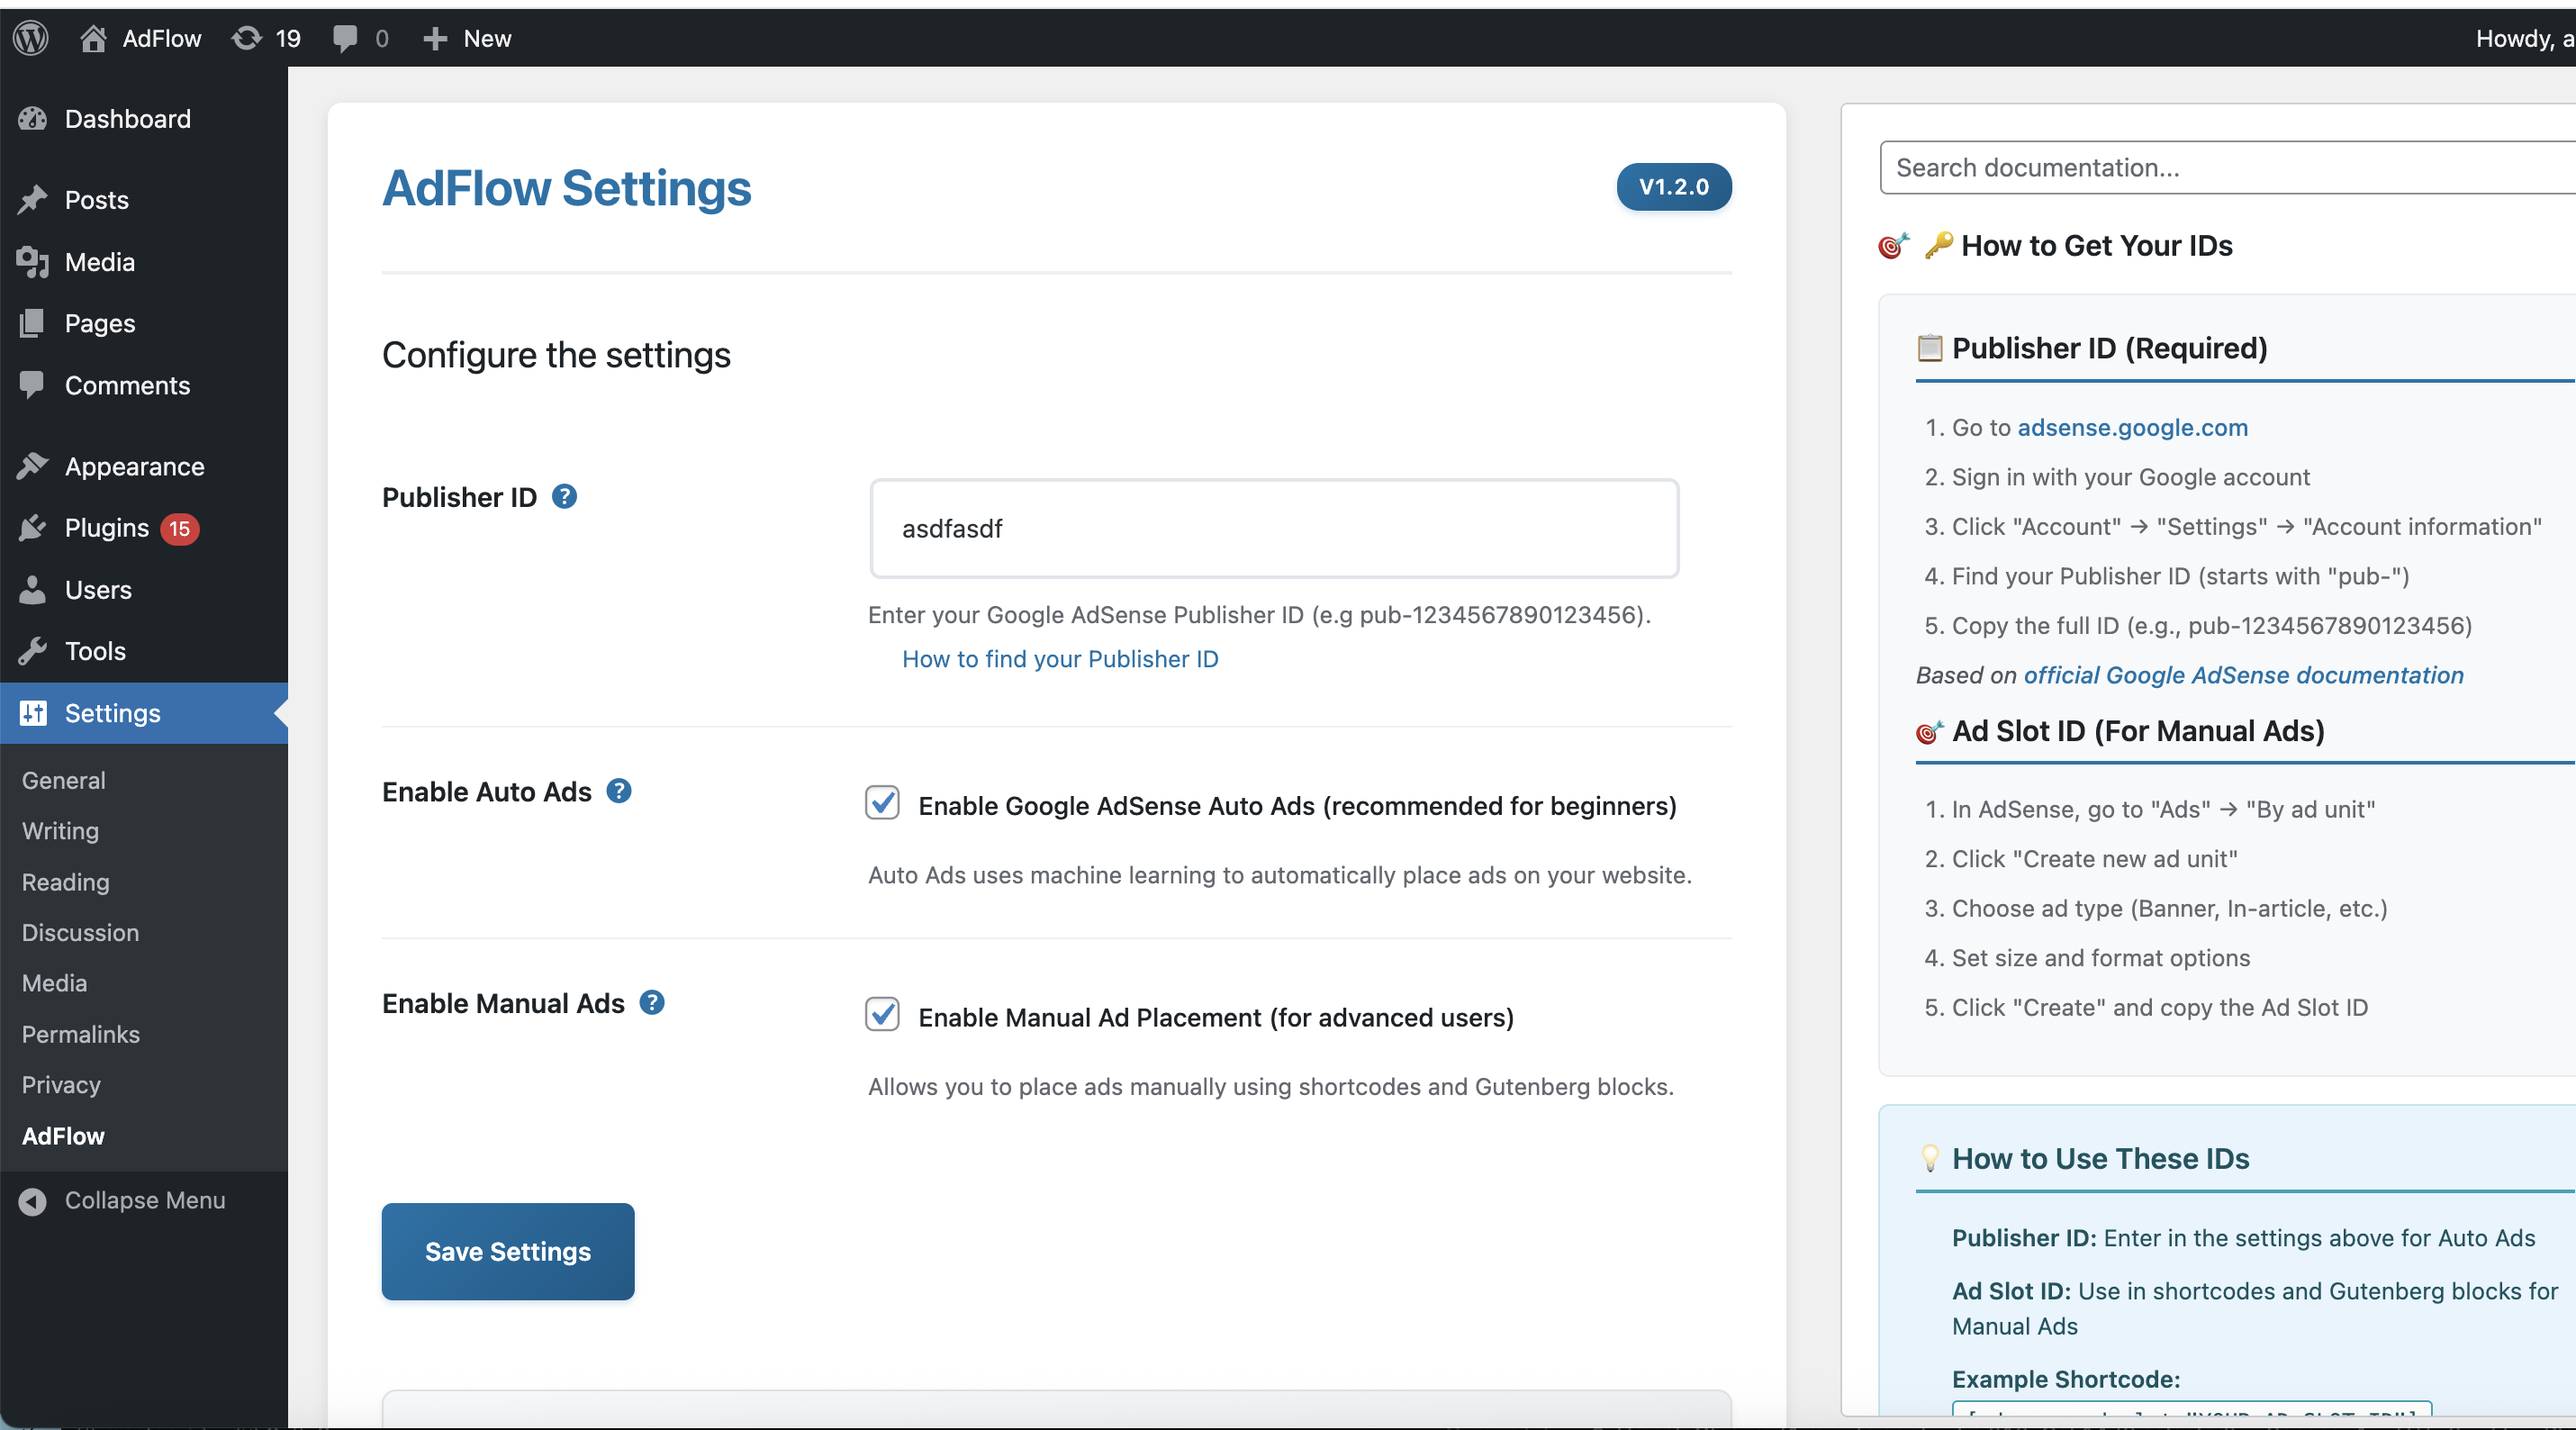 AdFlow 19 0 New
Howdy, a
Dashboard
Posts
Media
Pages
Comments
Appearance
Plugins 15
Users
Tools
Settings
General
Writing
Reading
Discussion
Media
Permalinks
Privacy
AdFlow
Collapse Menu
AdFlow Settings
V1.2.0
Configure the settings
Publisher ID ?
asdfasdf
Enter your Google AdSense Publisher ID (e.g pub-1234567890123456).
How to find your Publisher ID
Enable Auto Ads ?
Enable Google AdSense Auto Ads (recommended for beginners)
Auto Ads uses machine learning to automatically place ads on your website.
Enable Manual Ads ?
Enable Manual Ad Placement (for advanced users)
Allows you to place ads manually using shortcodes and Gutenberg blocks.
Save Settings
Search documentation...
How to Get Your IDs
Publisher ID (Required)
1. Go to adsense.google.com
2. Sign in with your Google account
3. Click "Account" → "Settings" → "Account information"
4. Find your Publisher ID (starts with "pub-")
5. Copy the full ID (e.g., pub-1234567890123456)
Based on official Google AdSense documentation
Ad Slot ID (For Manual Ads)
1. In AdSense, go to "Ads" → "By ad unit"
2. Click "Create new ad unit"
3. Choose ad type (Banner, In-article, etc.)
4. Set size and format options
5. Click "Create" and copy the Ad Slot ID
How to Use These IDs
Publisher ID: Enter in the settings above for Auto Ads
Ad Slot ID: Use in shortcodes and Gutenberg blocks for
Manual Ads
Example Shortcode: